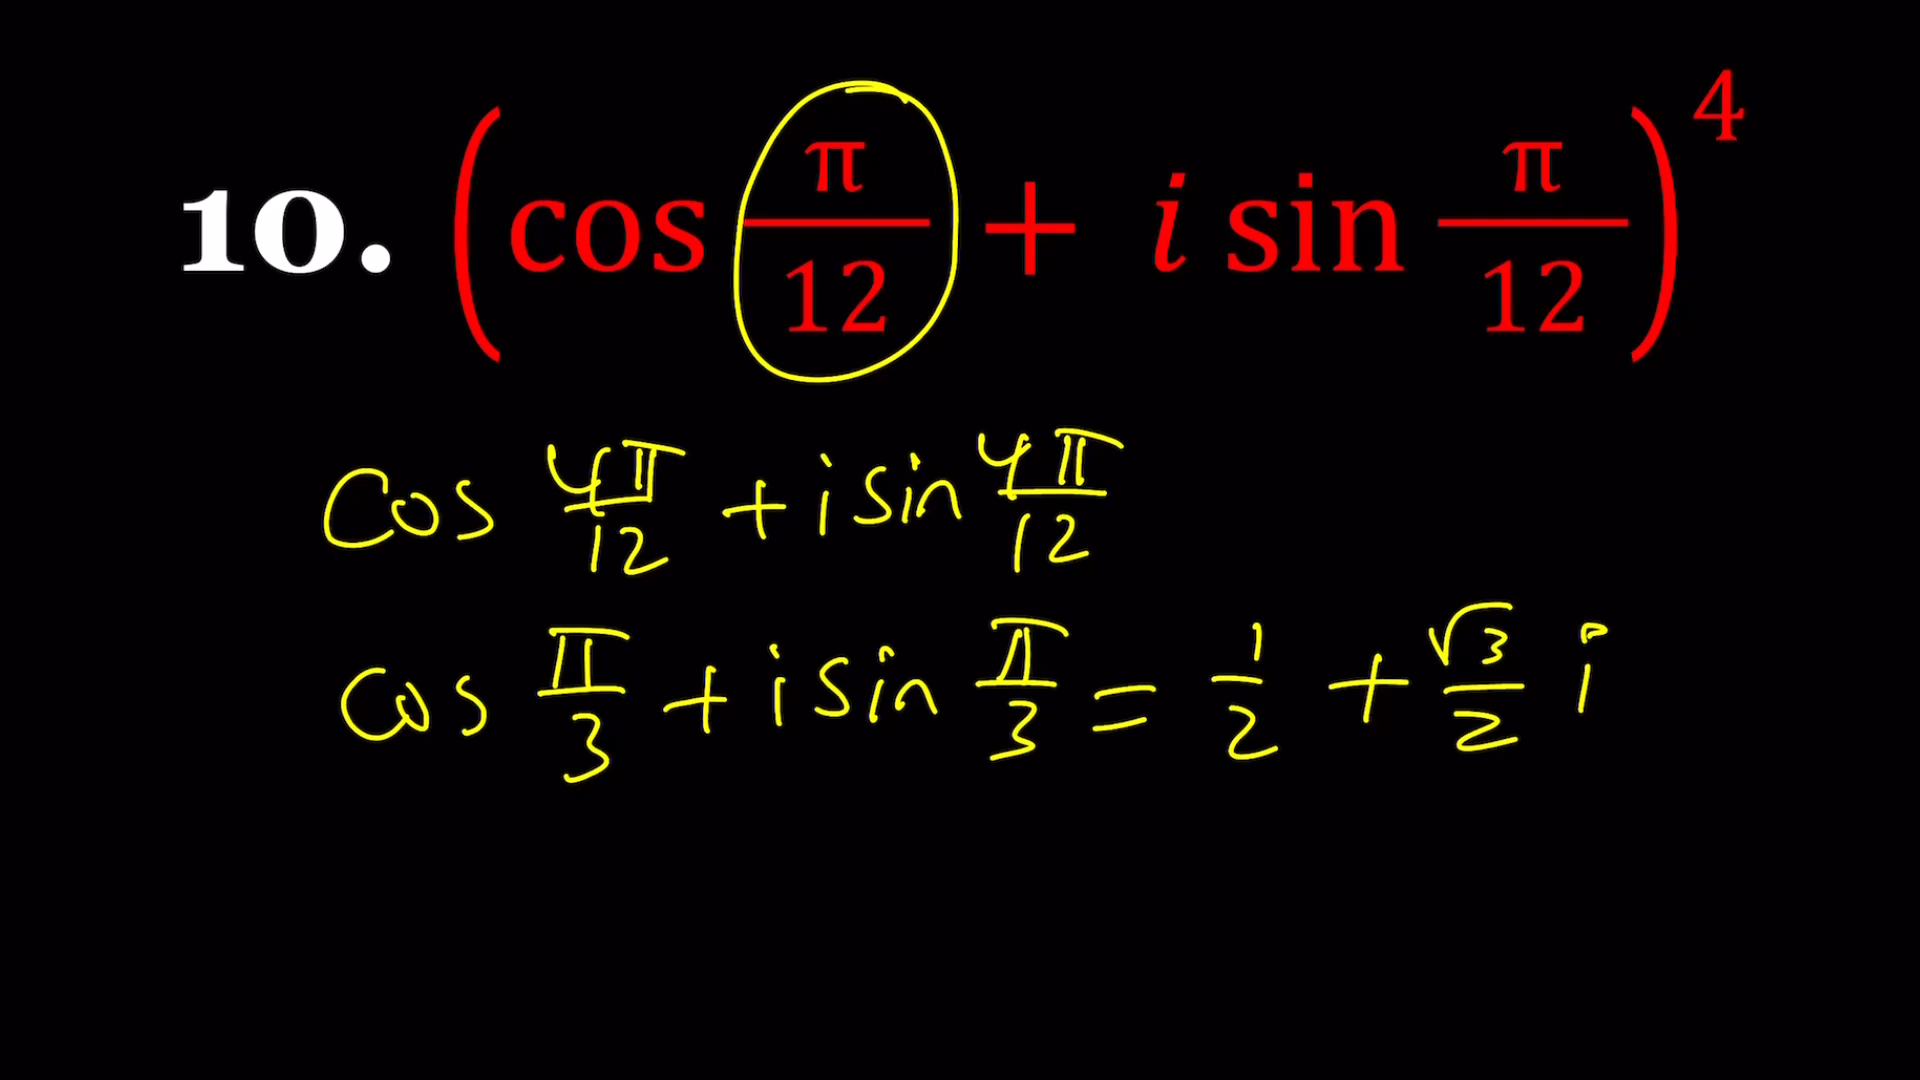 10. (cos π/12 + i sin π/12)^4
cos 4π/12 + i sin 4π/12
cos π/3 + i sin π/3 = 1/2 + √3/2 i